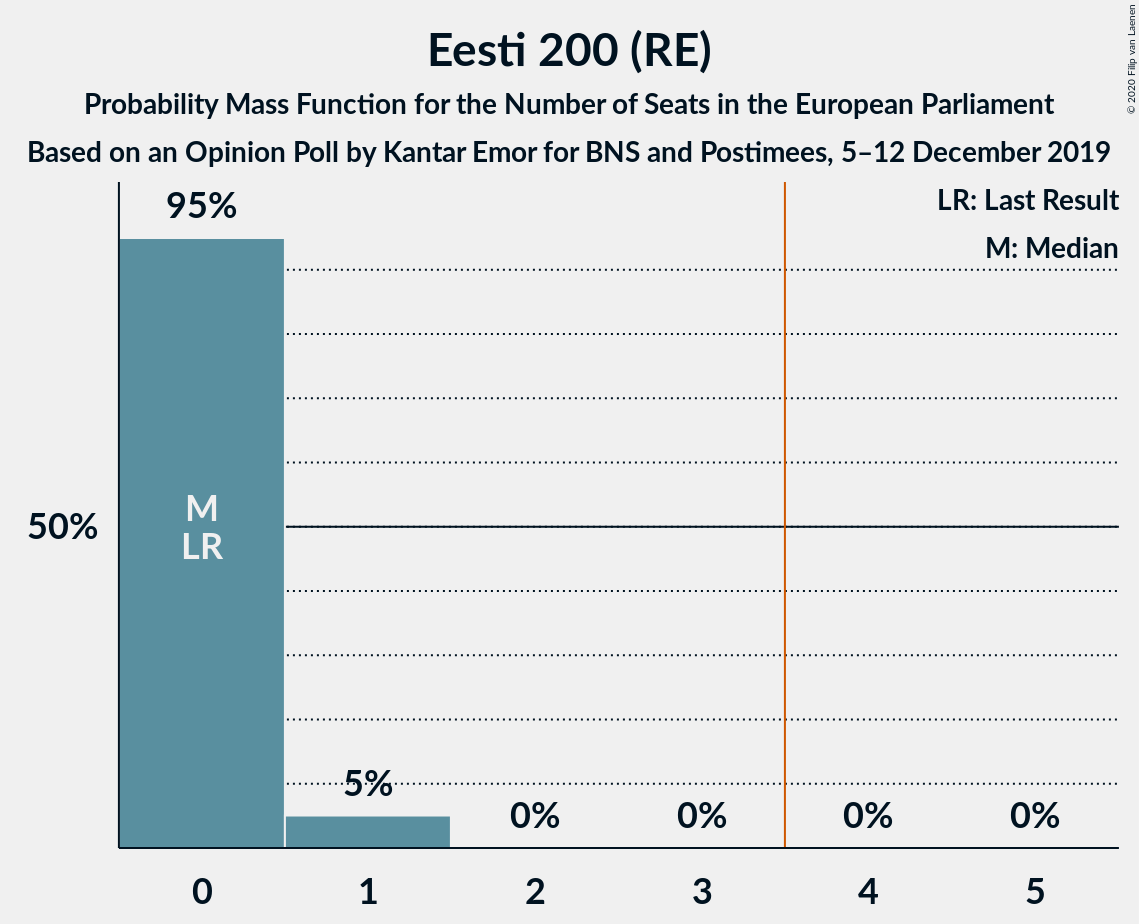 Eesti 200 (RE)
Probability Mass Function for the Number of Seats in the European Parliament
Based on an Opinion Poll by Kantar Emor for BNS and Postimees, 5–12 December 2019
© 2020 Filip van Laenen
LR: Last Result
M: Median
95%
50%
M
LR
5%
0%
0%
0%
0%
0
1
2
3
4
5